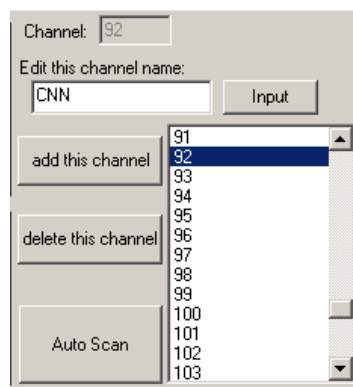 Channel: 92
Edit this channel name:
CNN
Input
add this channel
delete this channel
Auto Scan
91
92
93
94
95
96
97
98
99
100
101
102
103